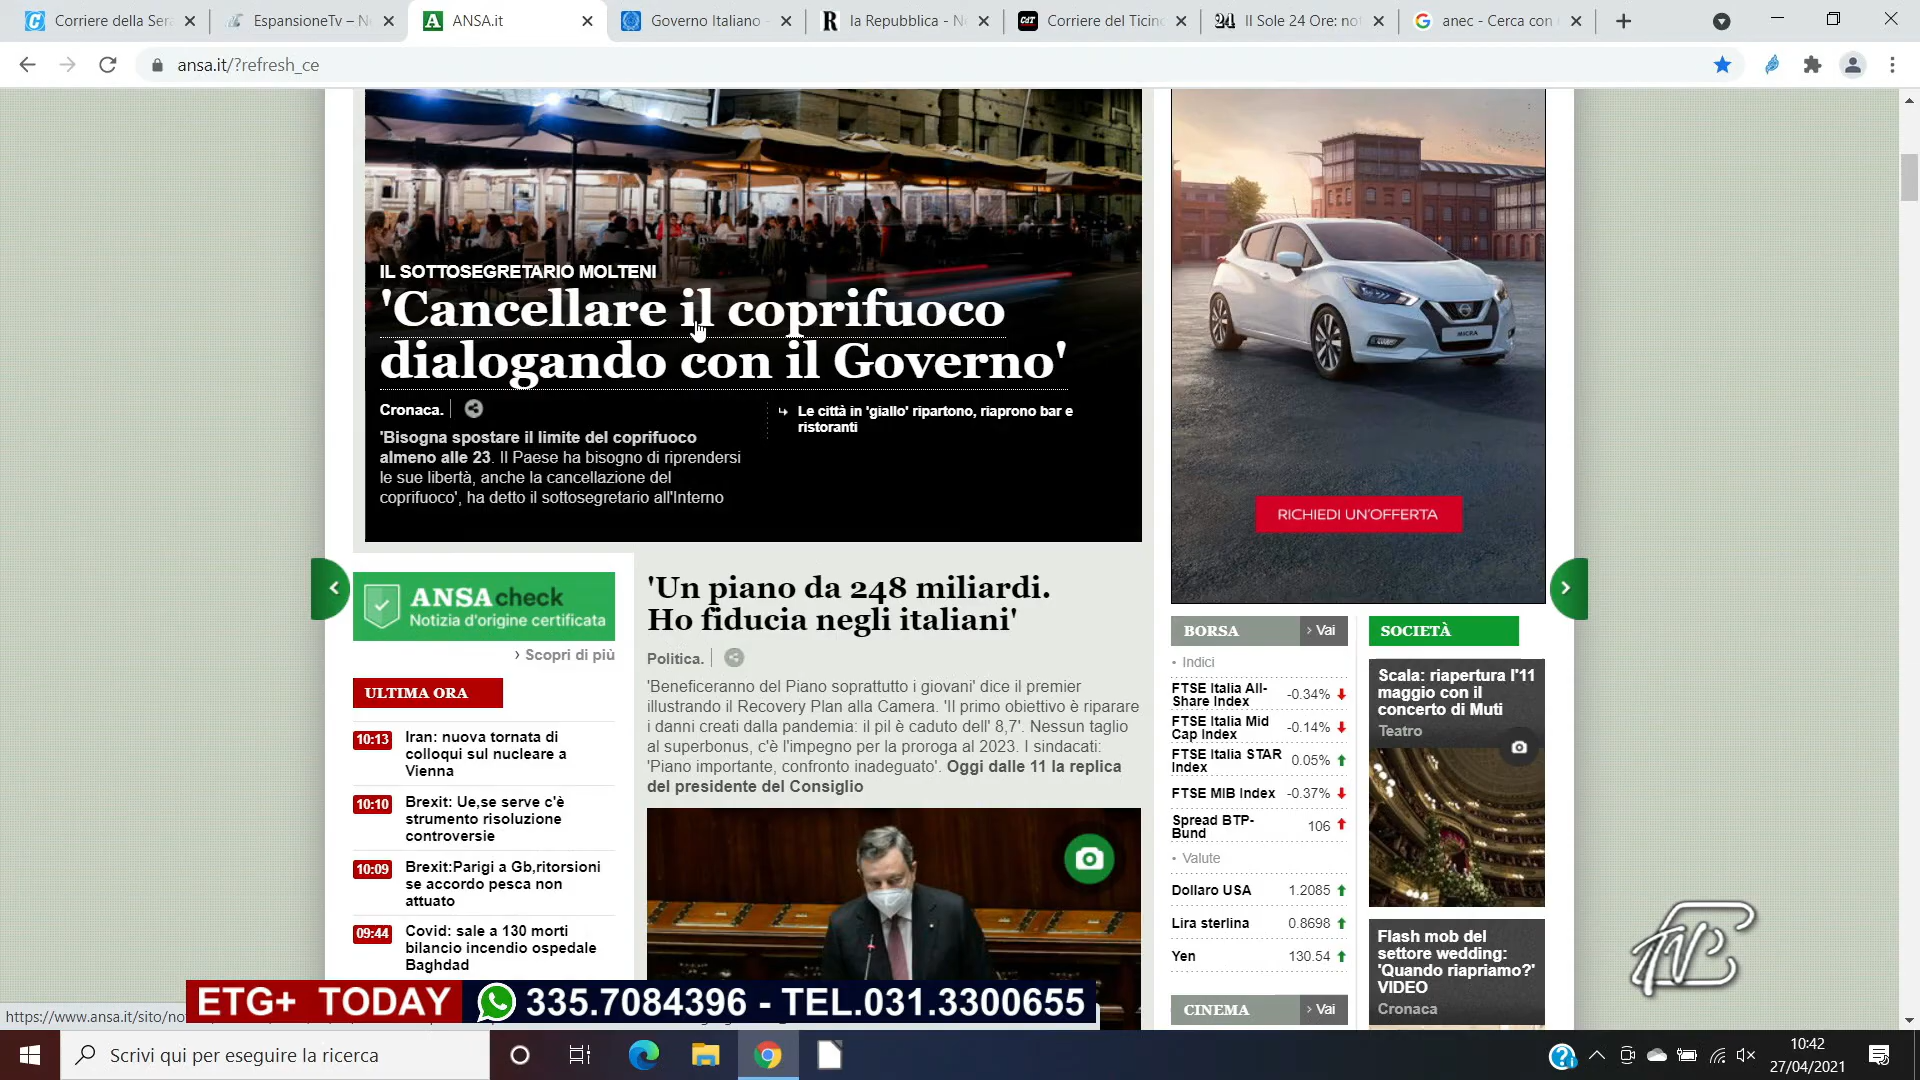 Corriere della Ser
EspansioneTv – N
ANSA.it
Governo Italiano -
la Repubblica - N
Corriere del Ticin
24 Il Sole 24 Ore: no
anec - Cerca con
ansa.it/?refresh_ce
IL SOTTOSEGRETARIO MOLTENI
'Cancellare il coprifuoco
dialogando con il Governo'
Cronaca.
'Bisogna spostare il limite del coprifuoco
almeno alle 23. Il Paese ha bisogno di riprendersi
le sue libertà, anche la cancellazione del
coprifuoco', ha detto il sottosegretario all'Interno
Le città in 'giallo' ripartono, riaprono bar e
ristoranti
MICRA
RICHIEDI UN'OFFERTA
ANSAcheck
Notizia d'origine certificata
› Scopri di più
ULTIMA ORA
10:13 Iran: nuova tornata di
colloqui sul nucleare a
Vienna
10:10 Brexit: Ue,se serve c'è
strumento risoluzione
controversie
10:09 Brexit:Parigi a Gb,ritorsioni
se accordo pesca non
attuato
09:44 Covid: sale a 130 morti
bilancio incendio ospedale
Baghdad
'Un piano da 248 miliardi.
Ho fiducia negli italiani'
Politica.
'Beneficeranno del Piano soprattutto i giovani' dice il premier
illustrando il Recovery Plan alla Camera. 'Il primo obiettivo è riparare
i danni creati dalla pandemia: il pil è caduto dell' 8,7'. Nessun taglio
al superbonus, c'è l'impegno per la proroga al 2023. I sindacati:
'Piano importante, confronto inadeguato'. Oggi dalle 11 la replica
del presidente del Consiglio
BORSA › Vai
• Indici
FTSE Italia All-
Share Index -0.34%
FTSE Italia Mid
Cap Index -0.14%
FTSE Italia STAR
Index 0.05%
FTSE MIB Index -0.37%
Spread BTP-
Bund 106
• Valute
Dollaro USA 1.2085
Lira sterlina 0.8698
Yen 130.54
CINEMA › Vai
SOCIETÀ
Scala: riapertura l'11
maggio con il
concerto di Muti
Teatro
Flash mob del
settore wedding:
'Quando riapriamo?'
VIDEO
Cronaca
ETG+ TODAY 335.7084396 - TEL.031.3300655
https://www.ansa.it/sito/no
Scrivi qui per eseguire la ricerca
10:42
27/04/2021